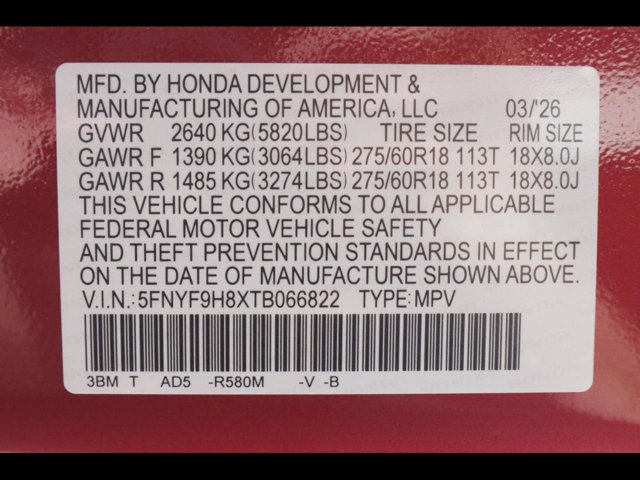 MFD. BY HONDA DEVELOPMENT &
MANUFACTURING OF AMERICA, LLC 03/'26
GVWR 2640 KG(5820LBS) TIRE SIZE RIM SIZE
GAWR F 1390 KG(3064LBS) 275/60R18 113T 18X8.0J
GAWR R 1485 KG(3274LBS) 275/60R18 113T 18X8.0J
THIS VEHICLE CONFORMS TO ALL APPLICABLE
FEDERAL MOTOR VEHICLE SAFETY
AND THEFT PREVENTION STANDARDS IN EFFECT
ON THE DATE OF MANUFACTURE SHOWN ABOVE.
V.I.N.:5FNYF9H8XTB066822 TYPE:MPV
3BM T AD5 -R580M -V -B